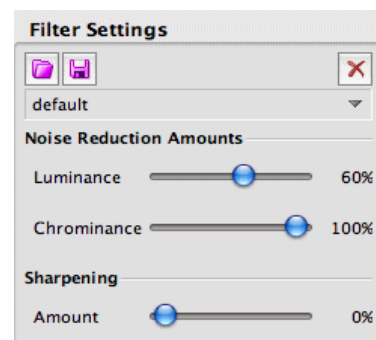 Filter Settings
default
Noise Reduction Amounts
Luminance 60%
Chrominance 100%
Sharpening
Amount 0%